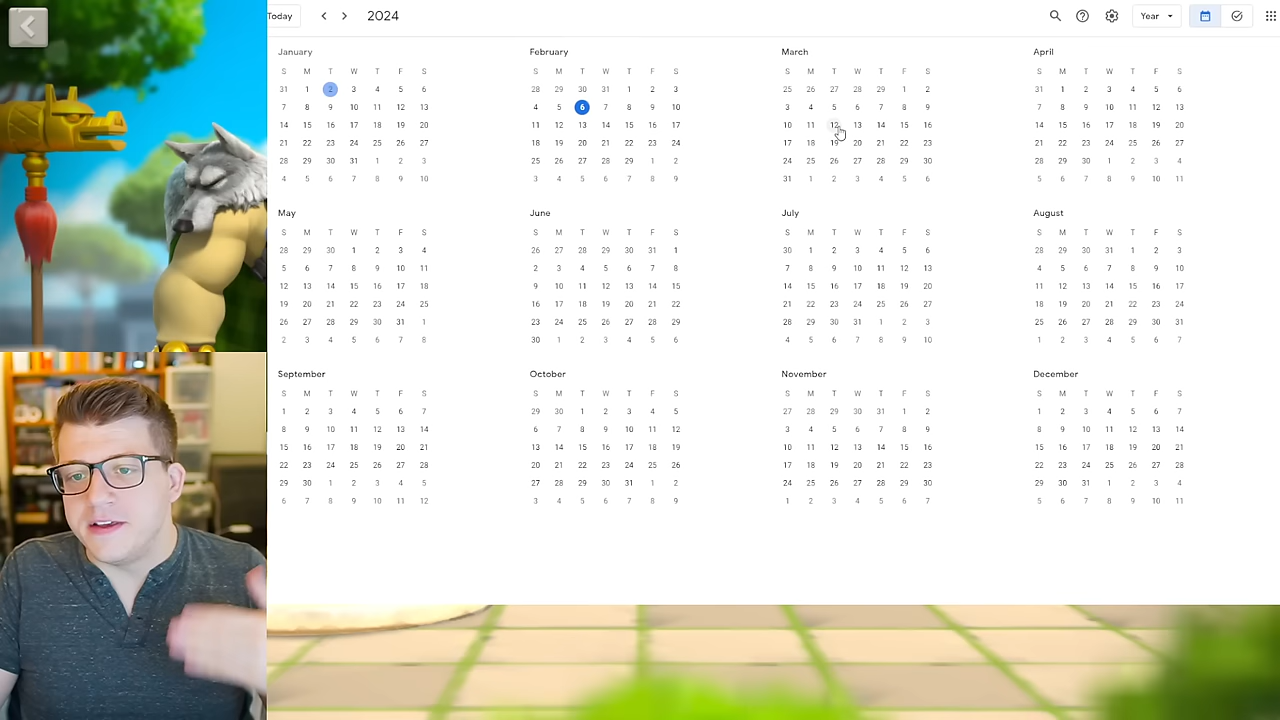 Today
2024
Year
January
S M T W T F S
31 1 2 3 4 5 6
7 8 9 10 11 12 13
14 15 16 17 18 19 20
21 22 23 24 25 26 27
28 29 30 31 1 2 3
4 5 6 7 8 9 10
February
S M T W T F S
28 29 30 31 1 2 3
4 5 6 7 8 9 10
11 12 13 14 15 16 17
18 19 20 21 22 23 24
25 26 27 28 29 1 2
3 4 5 6 7 8 9
March
S M T W T F S
25 26 27 28 29 1 2
4 5 6 7 8 9
11 12 13 14 15 16
17 18 19 20 21 22 23
24 25 26 27 28 29 30
31 1 2 3 4 5 6
April
S M T W T F S
31 1 2 3 4 5 6
7 8 9 10 11 12 13
14 15 16 17 18 19 20
21 22 23 24 25 26 27
28 29 30 1 2 3 4
5 6 7 8 9 10 11
May
S M T W T F S
28 29 30 1 2 3 4
5 6 7 8 9 10 11
12 13 14 15 16 17 18
19 20 21 22 23 24 25
26 27 28 29 30 31 1
2 3 4 5 6 7 8
June
S M T W T F S
26 27 28 29 30 31 1
2 3 4 5 6 7 8
9 10 11 12 13 14 15
16 17 18 19 20 21 22
23 24 25 26 27 28 29
30 1 2 3 4 5 6
July
S M T W T F S
30 1 2 3 4 5 6
7 8 9 10 11 12 13
14 15 16 17 18 19 20
21 22 23 24 25 26 27
28 29 30 31 1 2 3
4 5 6 7 8 9 10
August
S M T W T F S
28 29 30 31 1 2 3
4 5 6 7 8 9 10
11 12 13 14 15 16 17
18 19 20 21 22 23 24
25 26 27 28 29 30 31
1 2 3 4 5 6 7
September
S M T W T F S
1 2 3 4 5 6 7
8 9 10 11 12 13 14
15 16 17 18 19 20 21
22 23 24 25 26 27 28
29 30 1 2 3 4 5
6 7 8 9 10 11 12
October
S M T W T F S
29 30 1 2 3 4 5
6 7 8 9 10 11 12
13 14 15 16 17 18 19
20 21 22 23 24 25 26
27 28 29 30 31 1 2
3 4 5 6 7 8 9
November
S M T W T F S
27 28 29 30 31 1 2
3 4 5 6 7 8 9
10 11 12 13 14 15 16
17 18 19 20 21 22 23
24 25 26 27 28 29 30
1 2 3 4 5 6 7
December
S M T W T F S
1 2 3 4 5 6 7
8 9 10 11 12 13 14
15 16 17 18 19 20 21
22 23 24 25 26 27 28
29 30 31 1 2 3 4
5 6 7 8 9 10 11